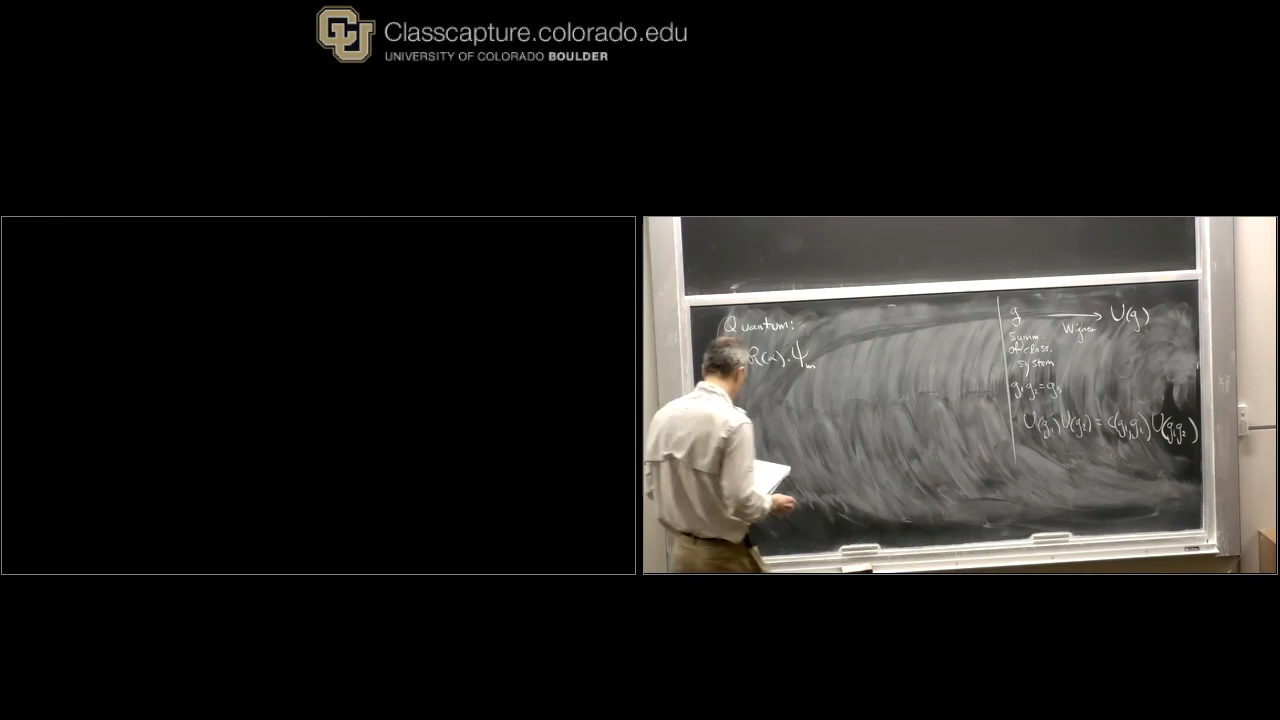 Classcapture.colorado.edu
UNIVERSITY OF COLORADO BOULDER
Quantum:
R(α)·Ψ
g → U(g)
Wigner
symm.
of class.
system
g₁g₂=g₃
U(g₁)U(g₂) = c(g₁,g₂)U(g₁g₂)